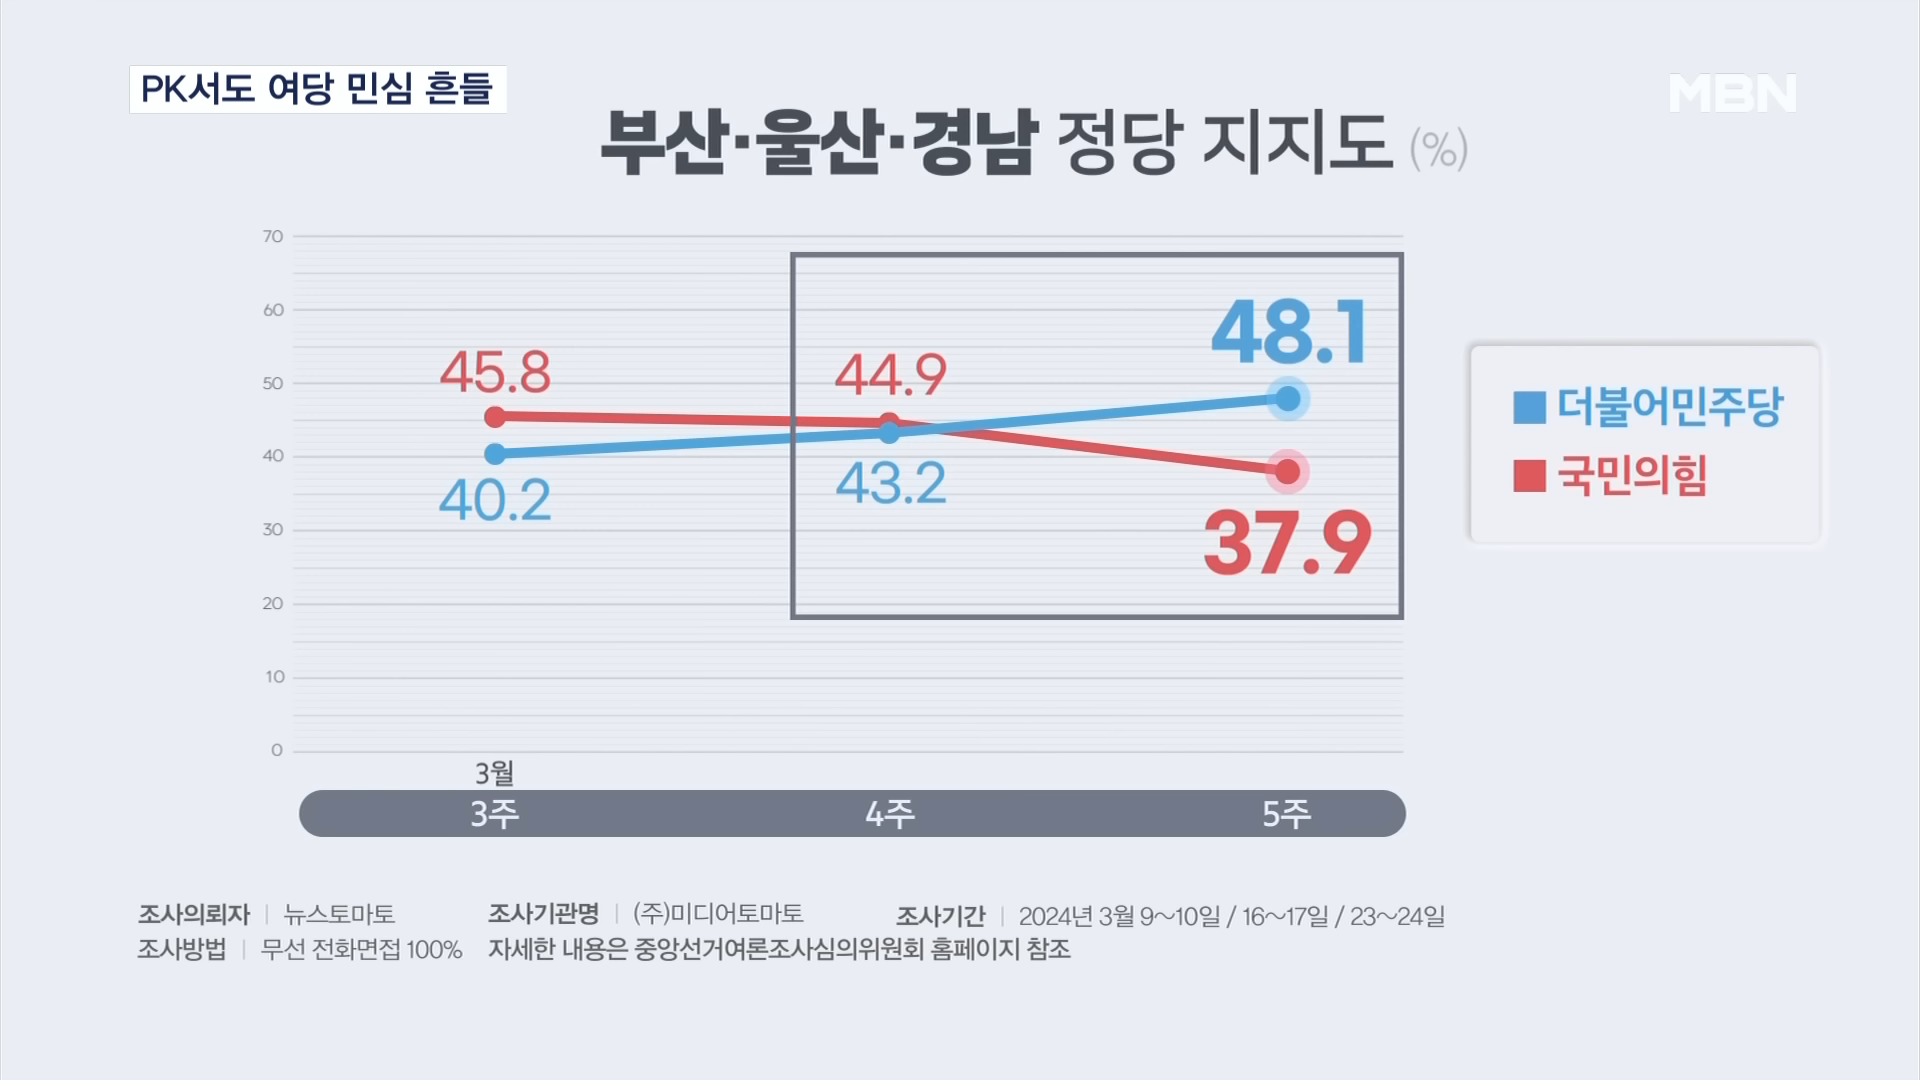 PK서도 여당 민심 흔들
MBN
부산·울산·경남 정당 지지도 (%)
70
60
50
40
30
20
10
0
45.8
44.9
48.1
40.2
43.2
37.9
더불어민주당
국민의힘
3월
3주
4주
5주
조사의뢰자 | 뉴스토마토
조사기관명 | (주)미디어토마토
조사기간 | 2024년 3월 9~10일 / 16~17일 / 23~24일
조사방법 | 무선 전화면접 100%
자세한 내용은 중앙선거여론조사심의위원회 홈페이지 참조